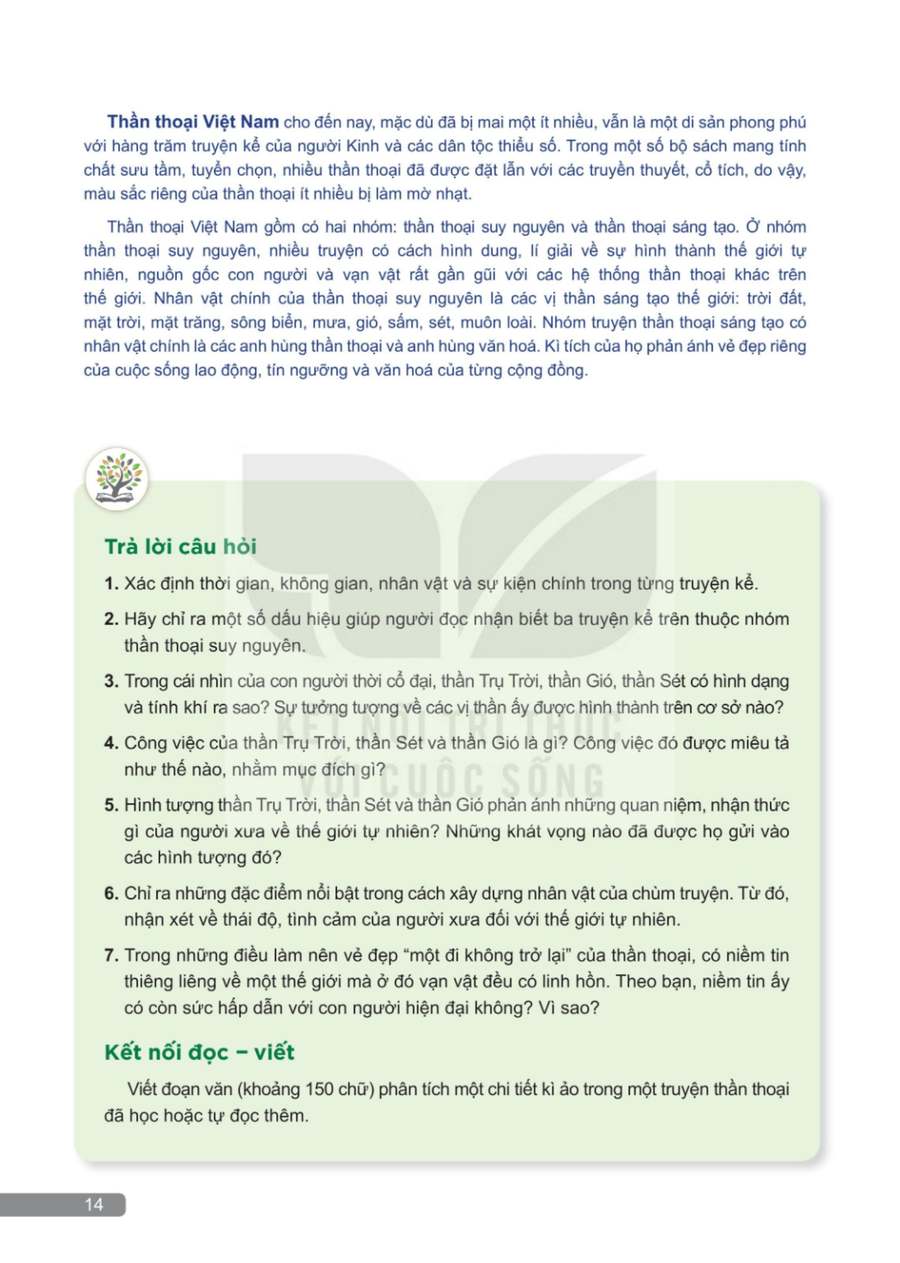 Thần thoại Việt Nam cho đến nay, mặc dù đã bị mai một ít nhiều, vẫn là một di sản phong phú
với hàng trăm truyện kể của người Kinh và các dân tộc thiểu số. Trong một số bộ sách mang tính
chất sưu tầm, tuyển chọn, nhiều thần thoại đã được đặt lẫn với các truyền thuyết, cổ tích, do vậy,
màu sắc riêng của thần thoại ít nhiều bị làm mờ nhạt.
Thần thoại Việt Nam gồm có hai nhóm: thần thoại suy nguyên và thần thoại sáng tạo. Ở nhóm
thần thoại suy nguyên, nhiều truyện có cách hình dung, lí giải về sự hình thành thế giới tự
nhiên, nguồn gốc con người và vạn vật rất gần gũi với các hệ thống thần thoại khác trên
thế giới. Nhân vật chính của thần thoại suy nguyên là các vị thần sáng tạo thế giới: trời đất,
mặt trời, mặt trăng, sông biển, mưa, gió, sấm, sét, muôn loài. Nhóm truyện thần thoại sáng tạo có
nhân vật chính là các anh hùng thần thoại và anh hùng văn hoá. Kì tích của họ phản ánh vẻ đẹp riêng
của cuộc sống lao động, tín ngưỡng và văn hoá của từng cộng đồng.
Trả lời câu hỏi
1. Xác định thời gian, không gian, nhân vật và sự kiện chính trong từng truyện kể.
2. Hãy chỉ ra một số dấu hiệu giúp người đọc nhận biết ba truyện kể trên thuộc nhóm
thần thoại suy nguyên.
3. Trong cái nhìn của con người thời cổ đại, thần Trụ Trời, thần Gió, thần Sét có hình dạng
và tính khí ra sao? Sự tưởng tượng về các vị thần ấy được hình thành trên cơ sở nào?
4. Công việc của thần Trụ Trời, thần Sét và thần Gió là gì? Công việc đó được miêu tả
như thế nào, nhằm mục đích gì?
5. Hình tượng thần Trụ Trời, thần Sét và thần Gió phản ánh những quan niệm, nhận thức
gì của người xưa về thế giới tự nhiên? Những khát vọng nào đã được họ gửi vào
các hình tượng đó?
6. Chỉ ra những đặc điểm nổi bật trong cách xây dựng nhân vật của chùm truyện. Từ đó,
nhận xét về thái độ, tình cảm của người xưa đối với thế giới tự nhiên.
7. Trong những điều làm nên vẻ đẹp “một đi không trở lại” của thần thoại, có niềm tin
thiêng liêng về một thế giới mà ở đó vạn vật đều có linh hồn. Theo bạn, niềm tin ấy
có còn sức hấp dẫn với con người hiện đại không? Vì sao?
KẾT NỐI TRI THỨC
VỚI CUỘC SỐNG
Kết nối đọc – viết
Viết đoạn văn (khoảng 150 chữ) phân tích một chi tiết kì ảo trong một truyện thần thoại
đã học hoặc tự đọc thêm.
14